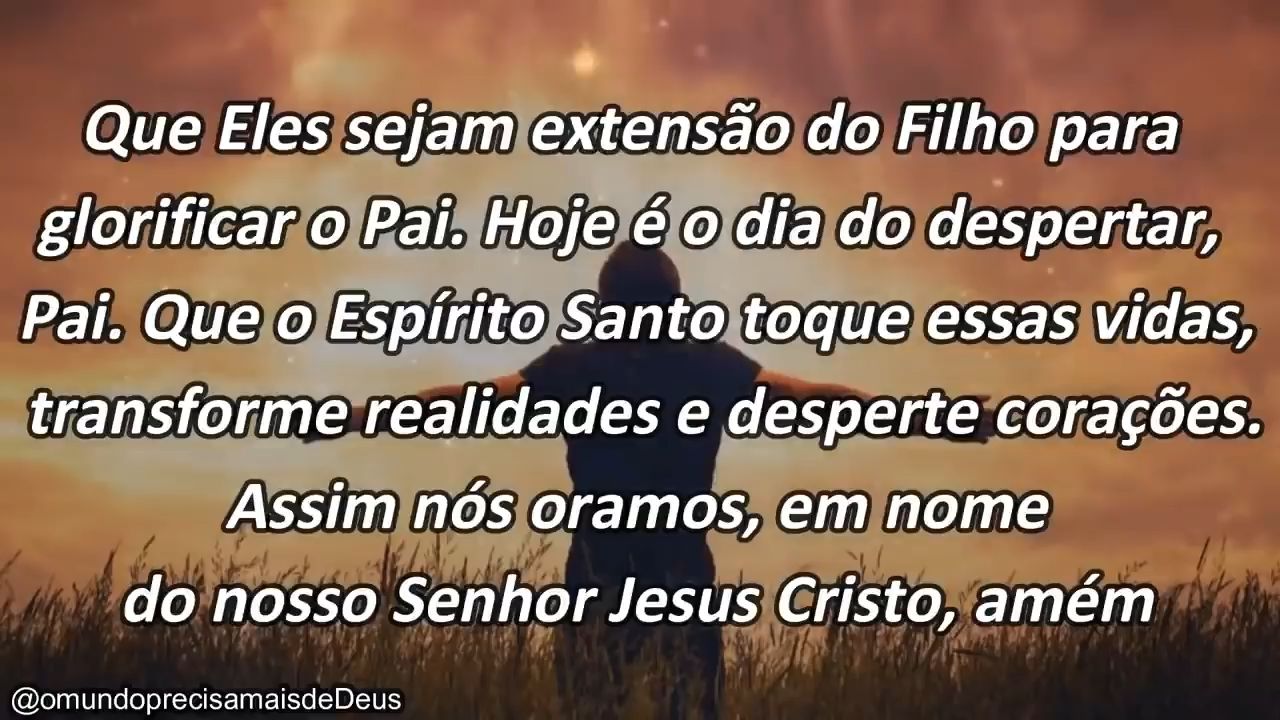 Que Eles sejam extensão do Filho para
glorificar o Pai. Hoje é o dia do despertar,
Pai. Que o Espírito Santo toque essas vidas,
transforme realidades e desperte corações.
Assim nós oramos, em nome
do nosso Senhor Jesus Cristo, amém
@omundoprecisamaisdeDeus